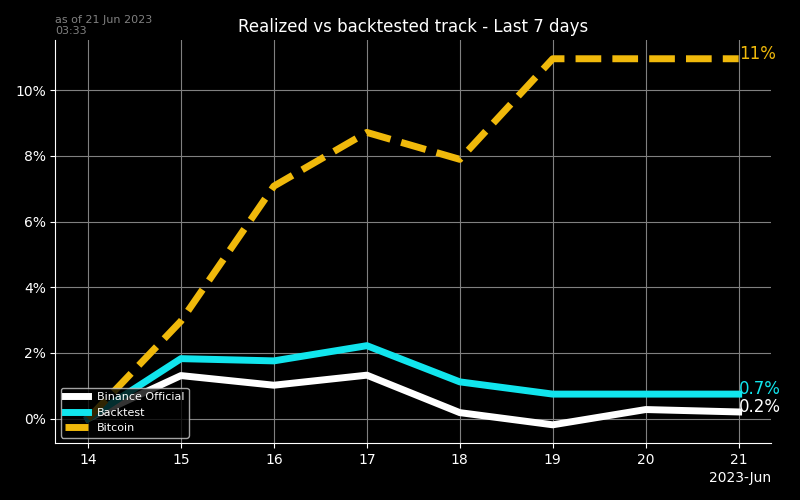 as of 21 Jun 2023
03:33
Realized vs backtested track - Last 7 days
11%
10%
8%
6%
4%
2%
0%
0.7%
0.2%
Binance Official
Backtest
Bitcoin
14 15 16 17 18 19 20 21
2023-Jun